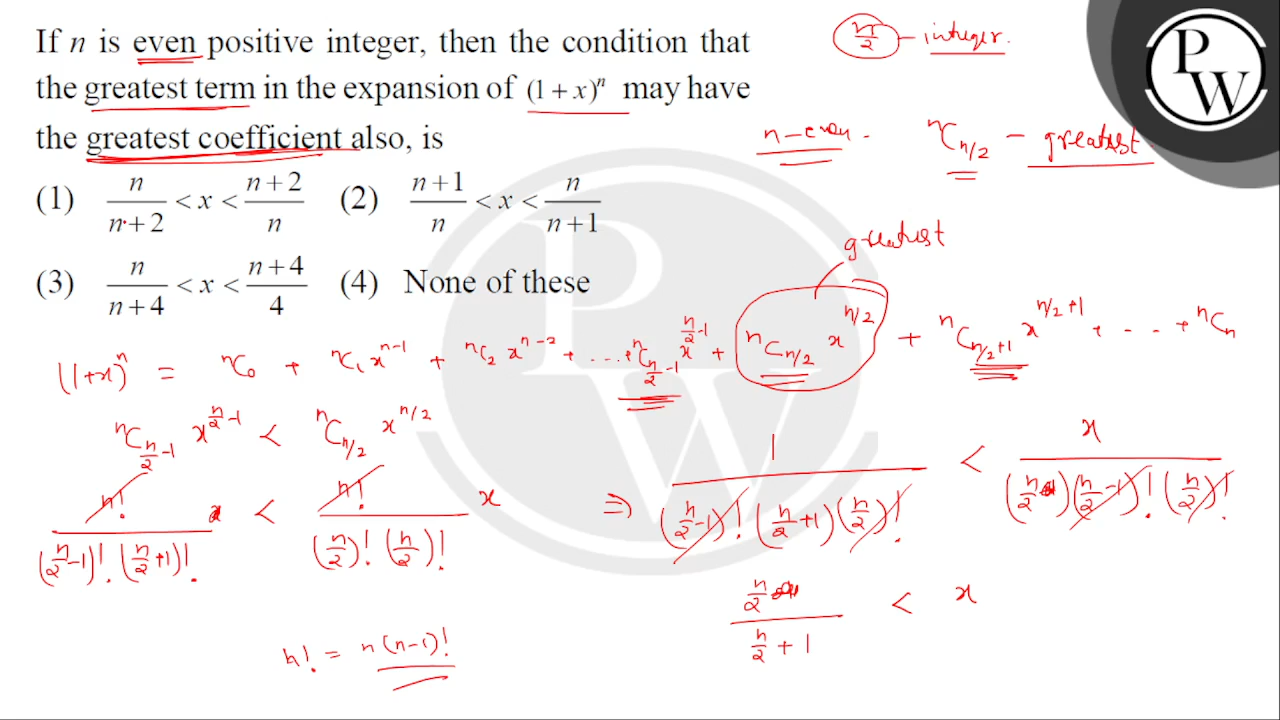 If n is even positive integer, then the condition that
the greatest term in the expansion of (1 + x)ⁿ may have
the greatest coefficient also, is
(1) n/(n+2) < x < (n+2)/n (2) (n+1)/n < x < n/(n+1)
(3) n/(n+4) < x < (n+4)/4 (4) None of these
n/2 – integer.
n – even – ⁿC_{n/2} – greatest
greatest
(1+x)ⁿ = ⁿC₀ + ⁿC₁ x^{n-1} + ⁿC₂ x^{n-2} + .... + ⁿC_{n/2-1} x^{n/2-1} + ⁿC_{n/2} x^{n/2} + ⁿC_{n/2+1} x^{n/2+1} + - .. - + ⁿCₙ
ⁿC_{n/2-1} x^{n/2-1} < ⁿC_{n/2} x^{n/2}
n!/((n/2-1)! (n/2+1)!) < n!/((n/2)! (n/2)!) x
⇒ 1/((n/2-1)! (n/2+1) (n/2)!) < x/((n/2) (n/2-1)! (n/2)!)
(n/2)/(n/2+1) < x
n! = n(n-1)!
PW
PW